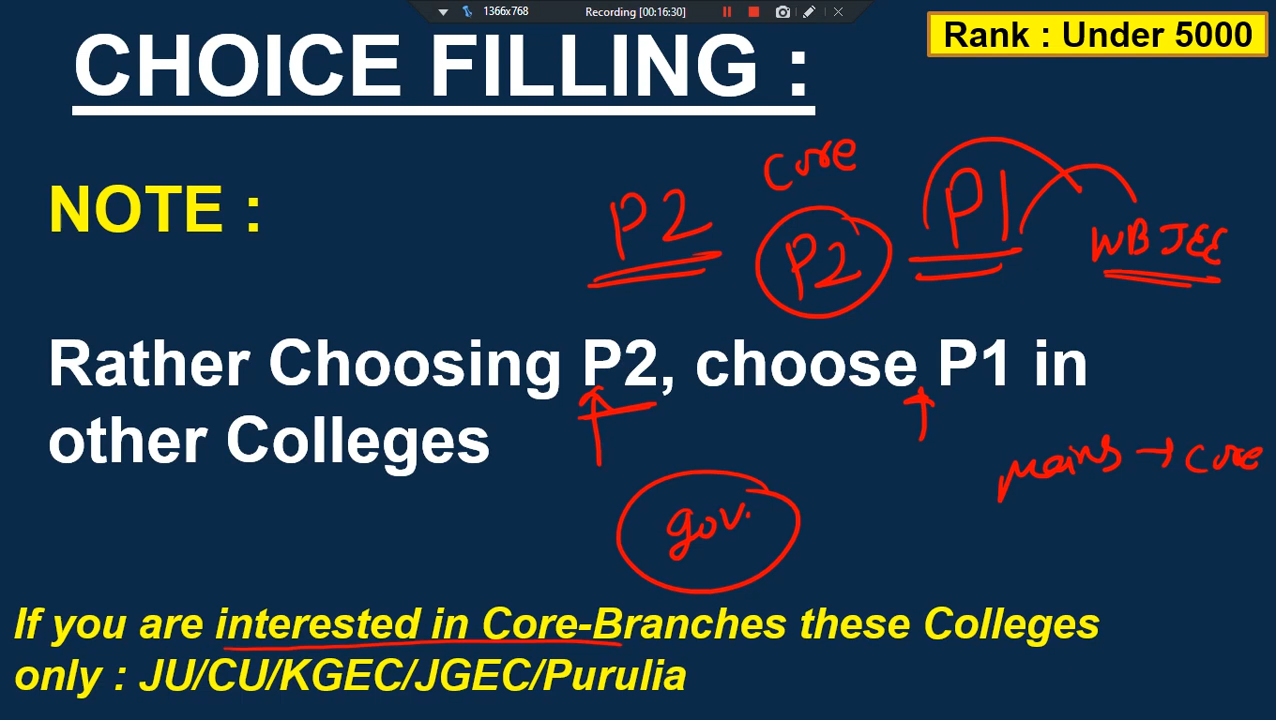 1366x768 Recording [00:16:30]
Rank : Under 5000
CHOICE FILLING :
NOTE :
core
P2 P2 P1 WBJEE
Rather Choosing P2, choose P1 in
other Colleges
mains → core
gov.
If you are interested in Core-Branches these Colleges
only : JU/CU/KGEC/JGEC/Purulia